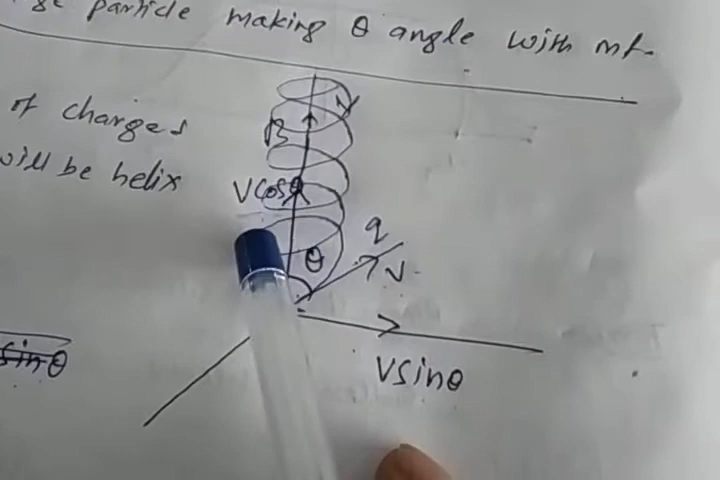 particle making θ angle with mf
of charges
will be helix
B
V
Vcosθ
θ
q
V
Vsinθ
sinθ